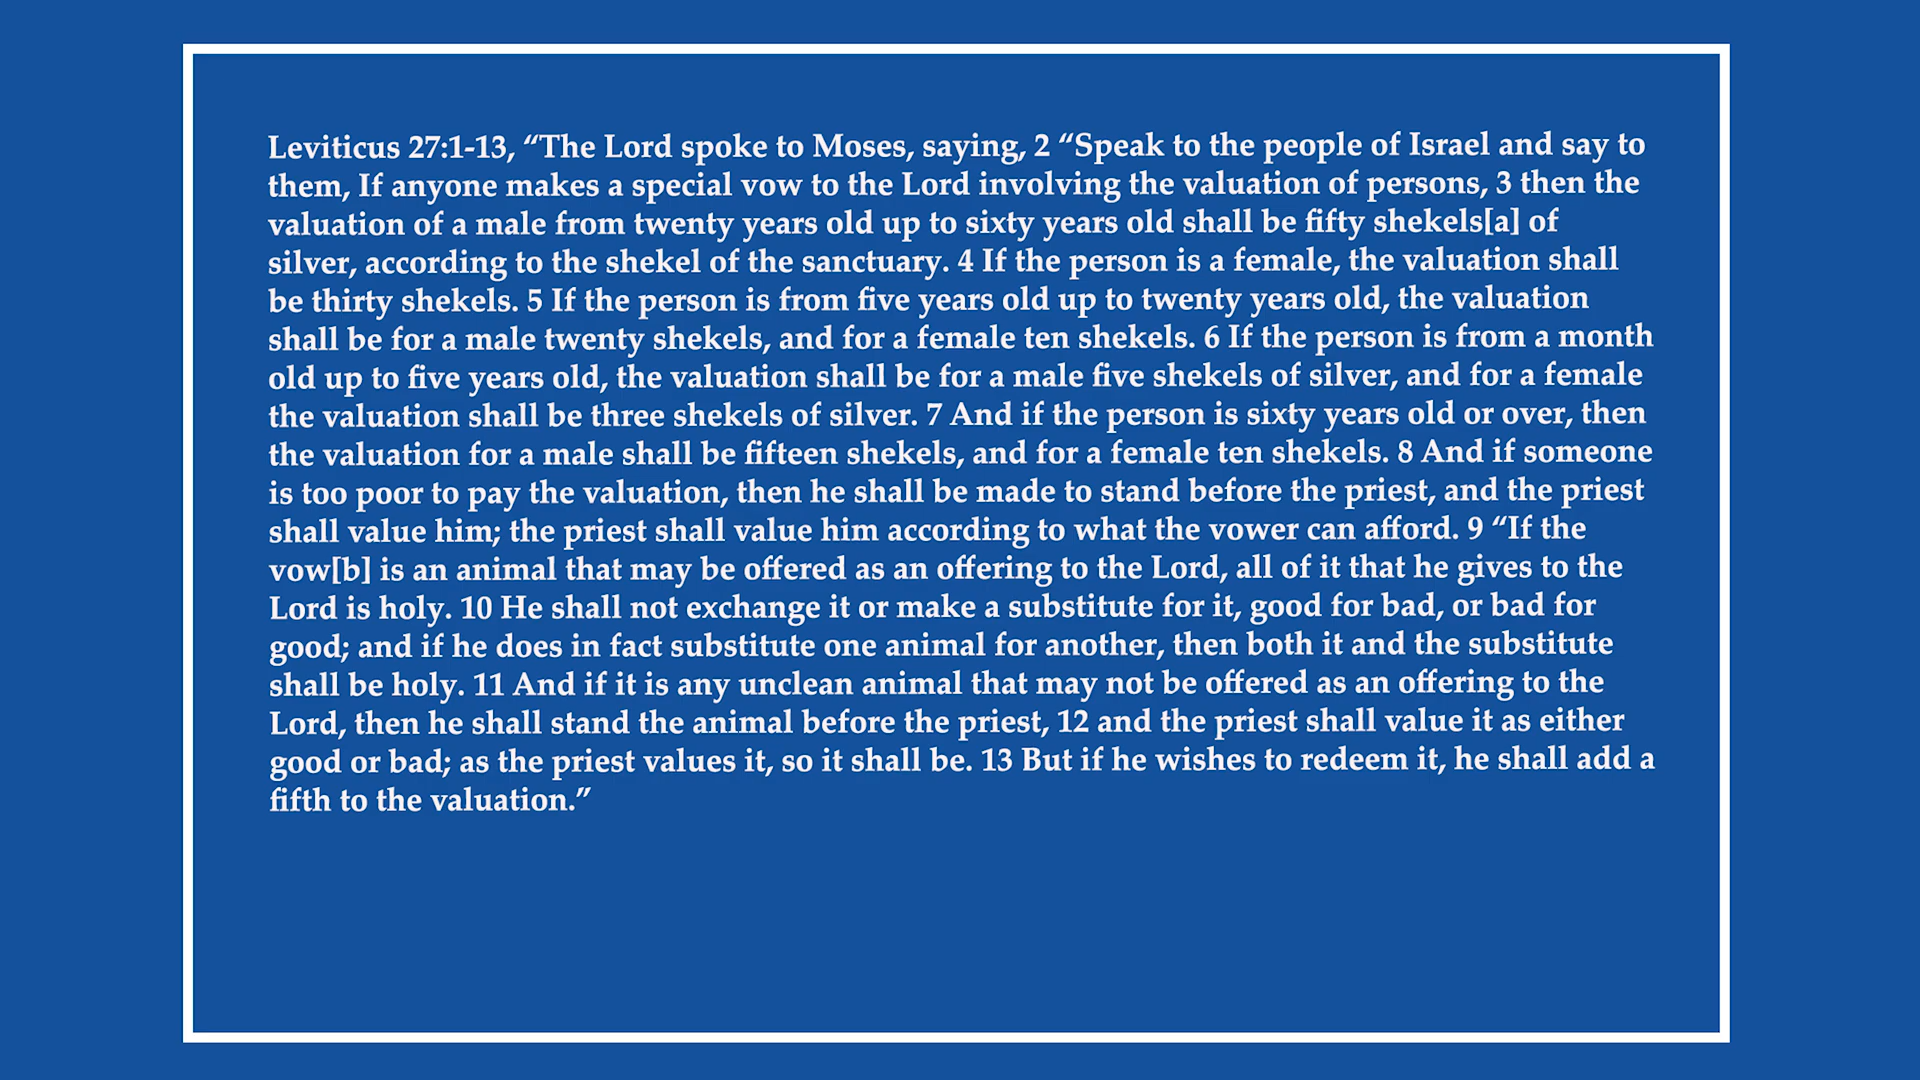 Leviticus 27:1-13, “The Lord spoke to Moses, saying, 2 “Speak to the people of Israel and say to
them, If anyone makes a special vow to the Lord involving the valuation of persons, 3 then the
valuation of a male from twenty years old up to sixty years old shall be fifty shekels[a] of
silver, according to the shekel of the sanctuary. 4 If the person is a female, the valuation shall
be thirty shekels. 5 If the person is from five years old up to twenty years old, the valuation
shall be for a male twenty shekels, and for a female ten shekels. 6 If the person is from a month
old up to five years old, the valuation shall be for a male five shekels of silver, and for a female
the valuation shall be three shekels of silver. 7 And if the person is sixty years old or over, then
the valuation for a male shall be fifteen shekels, and for a female ten shekels. 8 And if someone
is too poor to pay the valuation, then he shall be made to stand before the priest, and the priest
shall value him; the priest shall value him according to what the vower can afford. 9 “If the
vow[b] is an animal that may be offered as an offering to the Lord, all of it that he gives to the
Lord is holy. 10 He shall not exchange it or make a substitute for it, good for bad, or bad for
good; and if he does in fact substitute one animal for another, then both it and the substitute
shall be holy. 11 And if it is any unclean animal that may not be offered as an offering to the
Lord, then he shall stand the animal before the priest, 12 and the priest shall value it as either
good or bad; as the priest values it, so it shall be. 13 But if he wishes to redeem it, he shall add a
fifth to the valuation.”